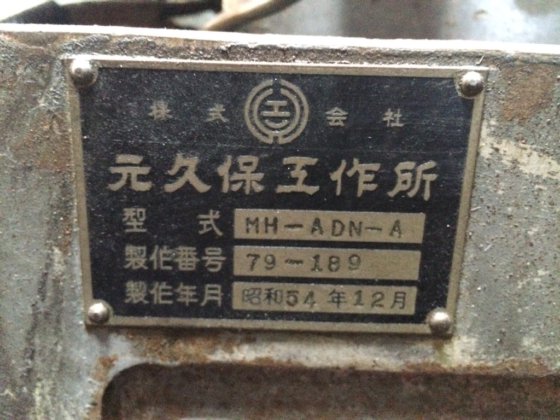 株式会社
元久保工作所
型式 MH-ADN-A
製作番号 79-189
製作年月 昭和54年12月